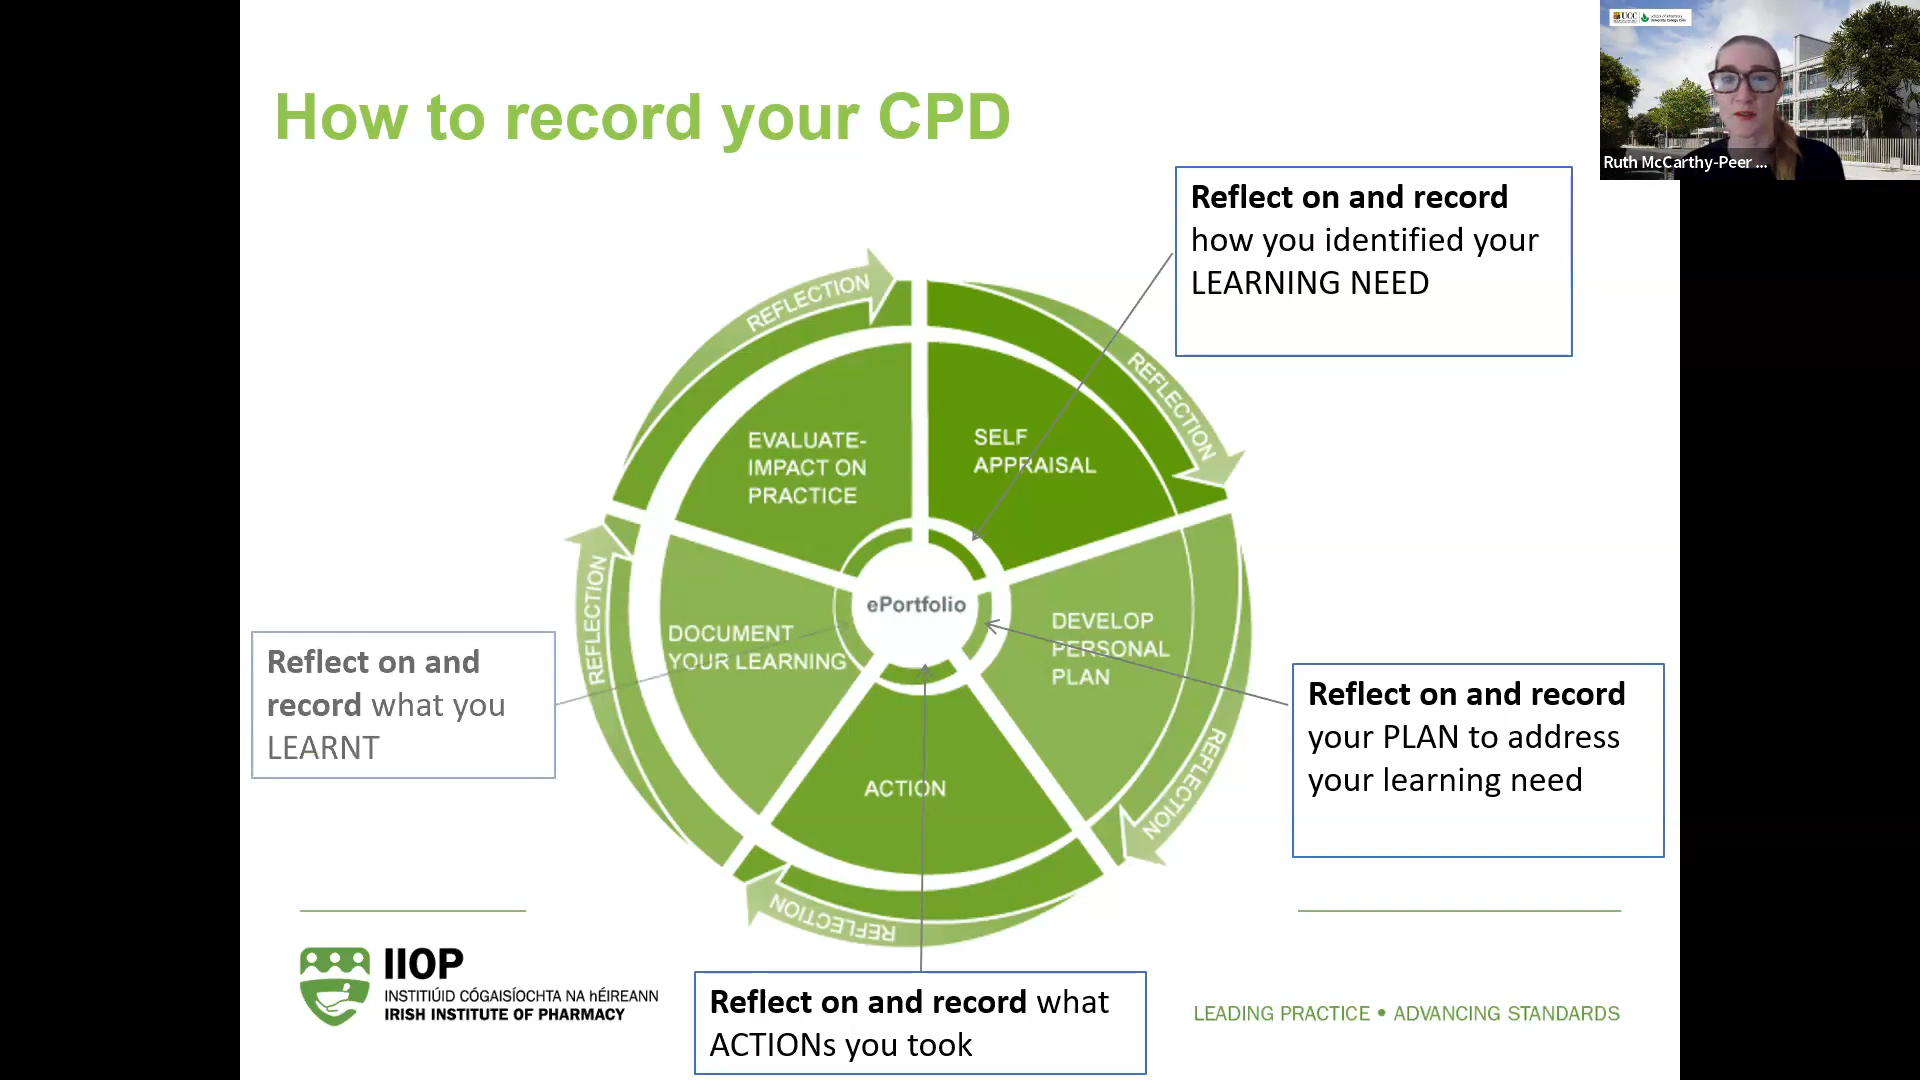 How to record your CPD
UCC
Ruth McCarthy-Peer ...
Reflect on and record
how you identified your
LEARNING NEED
REFLECTION
REFLECTION
EVALUATE-
IMPACT ON
PRACTICE
SELF
APPRAISAL
ePortfolio
REFLECTION
DOCUMENT
YOUR LEARNING
DEVELOP
PERSONAL
PLAN
Reflect on and
record what you
LEARNT
Reflect on and record
your PLAN to address
your learning need
REFLECTION
ACTION
REFLECTION
IIOP
INSTITIÚID CÓGAISÍOCHTA NA hÉIREANN
IRISH INSTITUTE OF PHARMACY
Reflect on and record what
ACTIONs you took
LEADING PRACTICE • ADVANCING STANDARDS